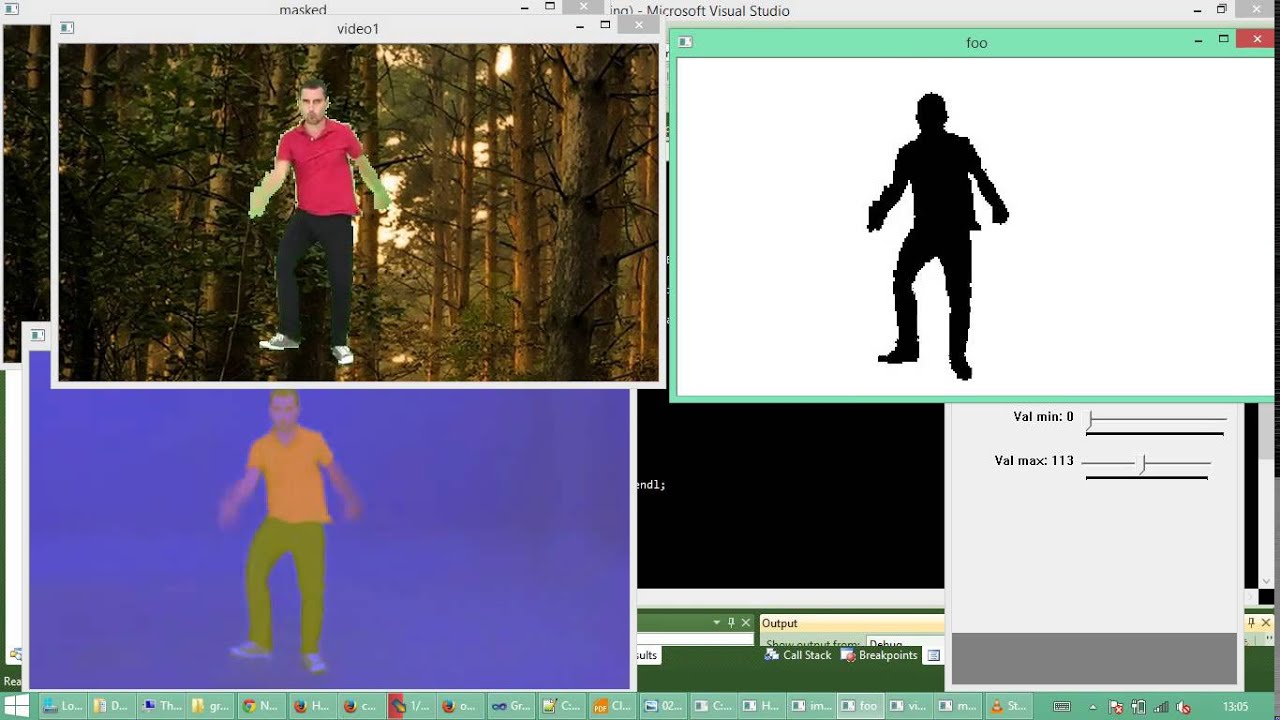 masked
ing) - Microsoft Visual Studio
video1
foo
Val min: 0
Val max: 113
endl;
Output
Show output from: Debug
sults
Call Stack
Breakpoints
Rea
Lo...
D...
Th...
gr...
N...
H...
c...
1/...
o...
Gr...
C:...
Cl...
02...
C:...
H...
im...
foo
vi...
m...
St...
13:05